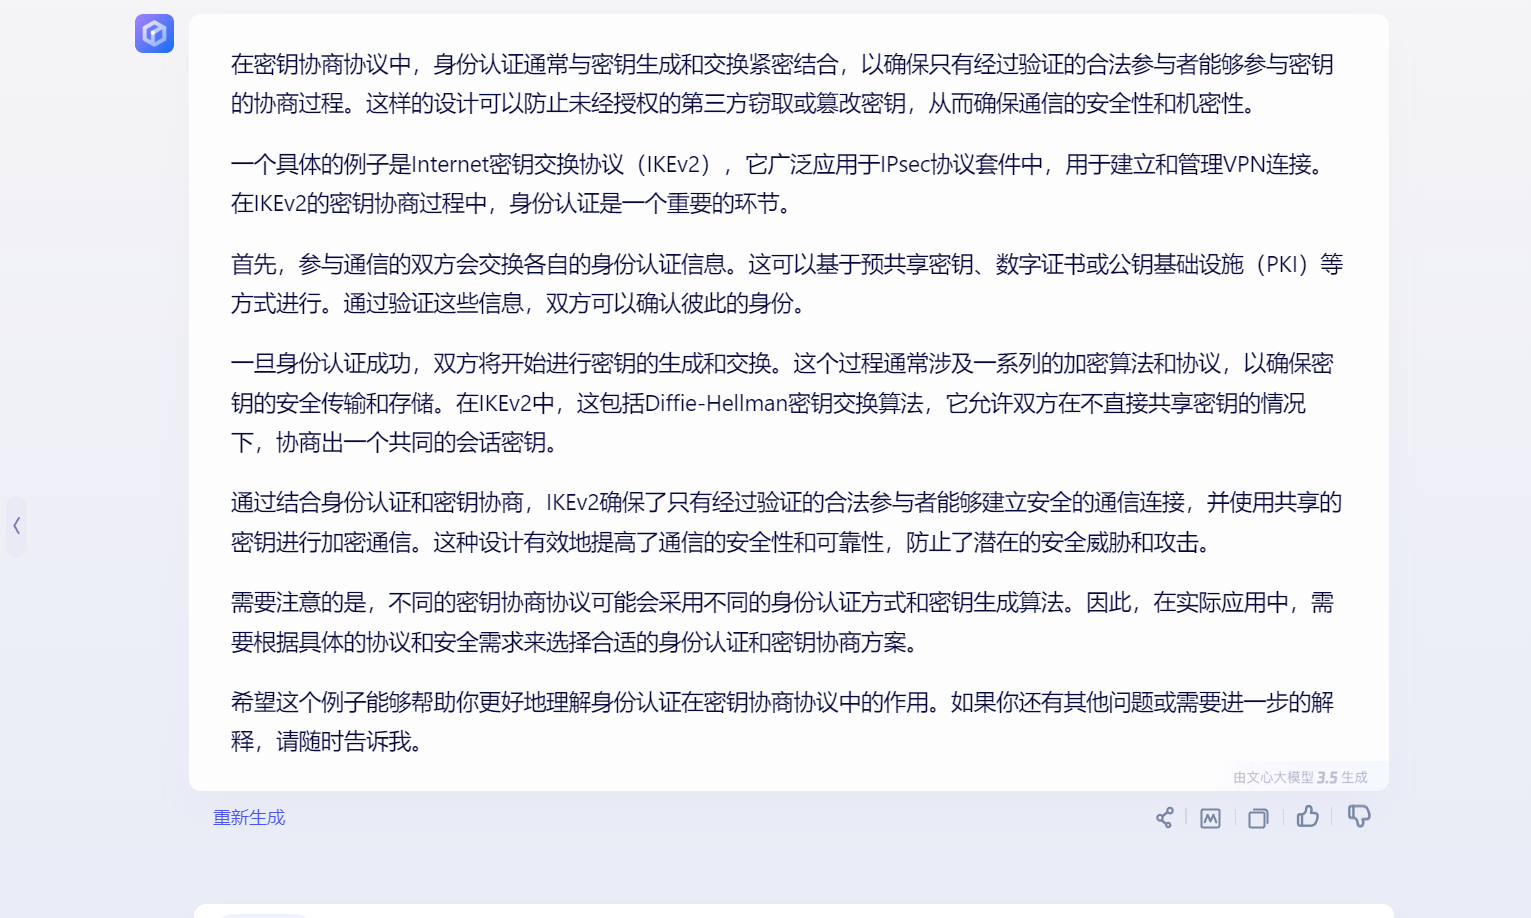 在密钥协商协议中，身份认证通常与密钥生成和交换紧密结合，以确保只有经过验证的合法参与者能够参与密钥
的协商过程。这样的设计可以防止未经授权的第三方窃取或篡改密钥，从而确保通信的安全性和机密性。
一个具体的例子是Internet密钥交换协议（IKEv2），它广泛应用于IPsec协议套件中，用于建立和管理VPN连接。
在IKEv2的密钥协商过程中，身份认证是一个重要的环节。
首先，参与通信的双方会交换各自的身份认证信息。这可以基于预共享密钥、数字证书或公钥基础设施（PKI）等
方式进行。通过验证这些信息，双方可以确认彼此的身份。
一旦身份认证成功，双方将开始进行密钥的生成和交换。这个过程通常涉及一系列的加密算法和协议，以确保密
钥的安全传输和存储。在IKEv2中，这包括Diffie-Hellman密钥交换算法，它允许双方在不直接共享密钥的情况
下，协商出一个共同的会话密钥。
通过结合身份认证和密钥协商，IKEv2确保了只有经过验证的合法参与者能够建立安全的通信连接，并使用共享的
密钥进行加密通信。这种设计有效地提高了通信的安全性和可靠性，防止了潜在的安全威胁和攻击。
需要注意的是，不同的密钥协商协议可能会采用不同的身份认证方式和密钥生成算法。因此，在实际应用中，需
要根据具体的协议和安全需求来选择合适的身份认证和密钥协商方案。
希望这个例子能够帮助你更好地理解身份认证在密钥协商协议中的作用。如果你还有其他问题或需要进一步的解
释，请随时告诉我。
由文心大模型 3.5 生成
重新生成